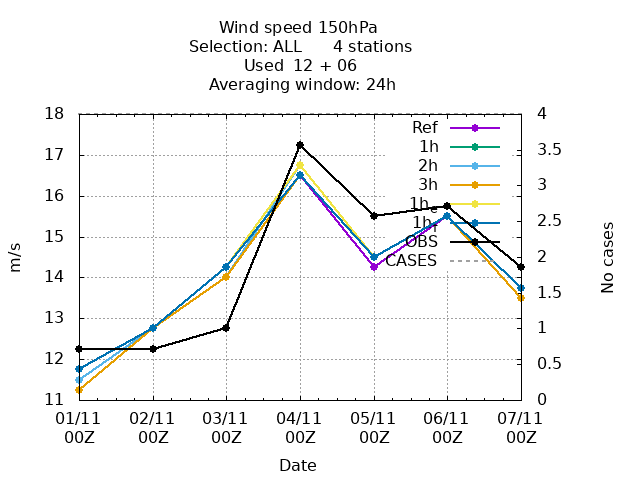 Wind speed 150hPa
Selection: ALL 4 stations
Used 12 + 06
Averaging window: 24h
18
17
16
15
14
13
12
11
4
3.5
3
2.5
2
1.5
1
0.5
0
m/s
No cases
Ref
1h
2h
3h
1h
1h
OBS
CASES
01/11 02/11 03/11 04/11 05/11 06/11 07/11
00Z 00Z 00Z 00Z 00Z 00Z 00Z
Date